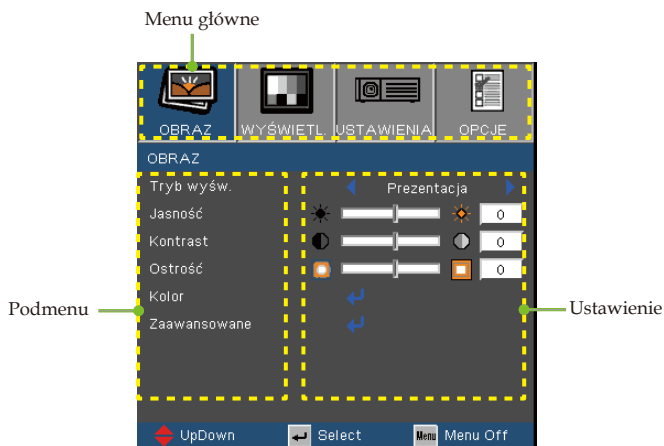 Menu główne
OBRAZ WYŚWIETL. USTAWIENIA OPCJE
OBRAZ
Tryb wyśw. Prezentacja
Jasność 0
Kontrast 0
Ostrość 0
Kolor
Zaawansowane
Podmenu
Ustawienie
UpDown Select Menu Menu Off